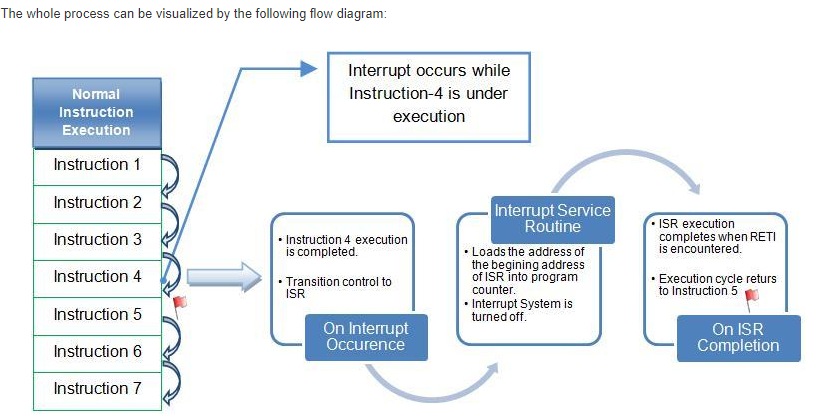 The whole process can be visualized by the following flow diagram:
Interrupt occurs while
Instruction-4 is under
execution
Normal
Instruction
Execution
Instruction 1
Instruction 2
Instruction 3
Instruction 4
Instruction 5
Instruction 6
Instruction 7
• Instruction 4 execution
is completed.
• Transition control to
ISR
On Interrupt
Occurence
Interrupt Service
Routine
• Loads the address of
the begining address
of ISR into program
counter.
• Interrupt System is
turned off.
• ISR execution
completes when RETI
is encountered.
• Execution cycle returs
to Instruction 5
On ISR
Completion